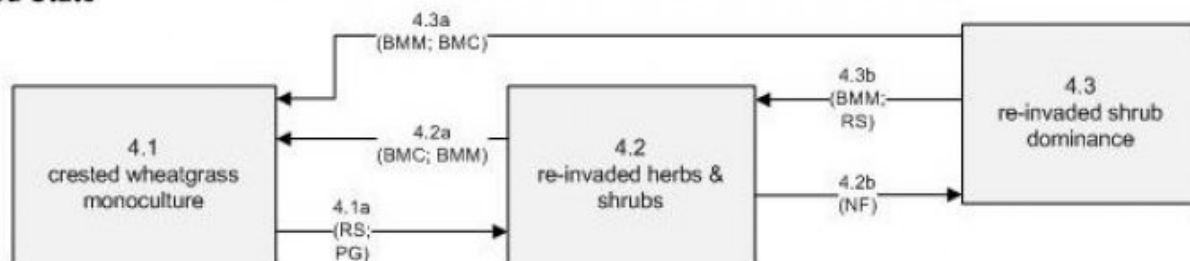 4.3a
(BMM; BMC)
4.3b
(BMM;
RS)
4.3
re-invaded shrub
dominance
4.1
crested wheatgrass
monoculture
4.2a
(BMC; BMM)
4.2
re-invaded herbs &
shrubs
4.2b
(NF)
4.1a
(RS;
PG)